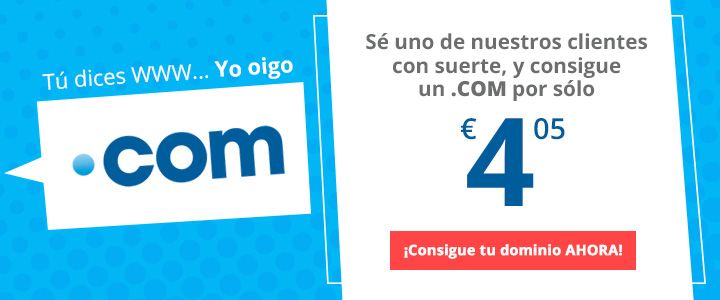 Tú dices WWW... Yo oigo
.com
Sé uno de nuestros clientes
con suerte, y consigue
un .COM por sólo
€ 4 05
¡Consigue tu dominio AHORA!